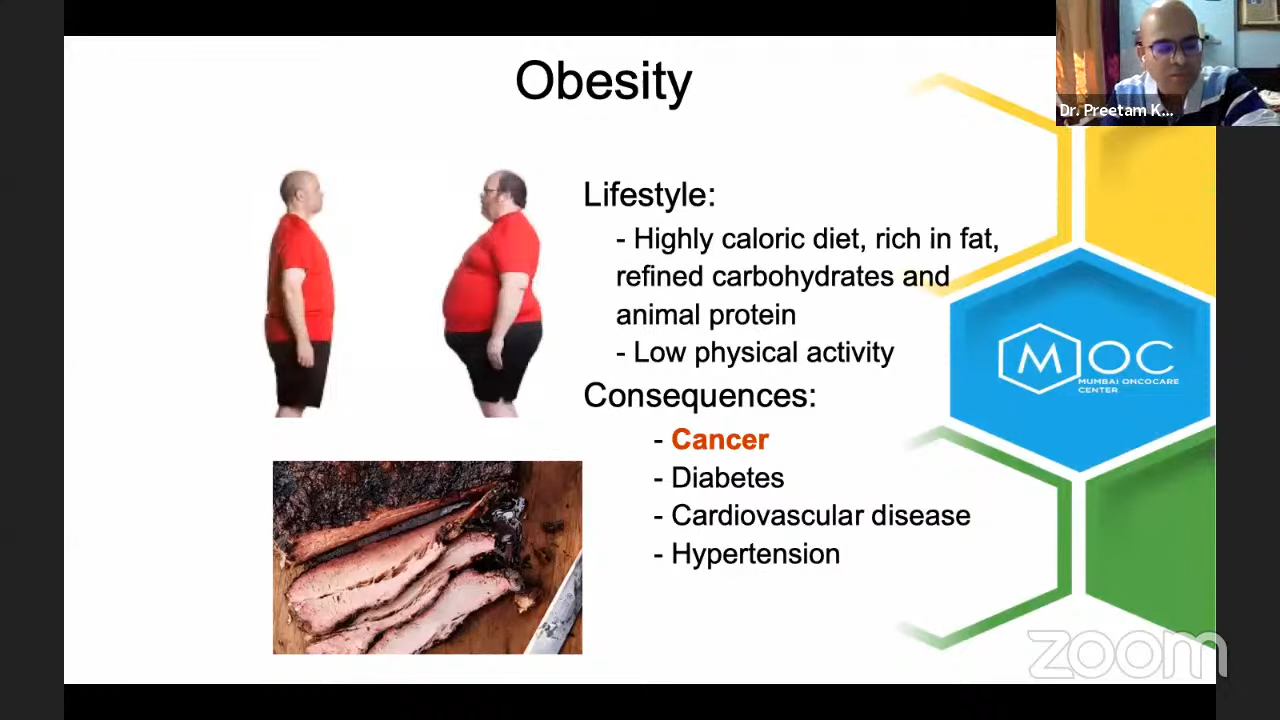 Obesity
Dr. Preetam K...
Lifestyle:
- Highly caloric diet, rich in fat,
refined carbohydrates and
animal protein
- Low physical activity
Consequences:
- Cancer
- Diabetes
- Cardiovascular disease
- Hypertension
MOC
MUMBAI ONCOCARE
CENTER
zoom